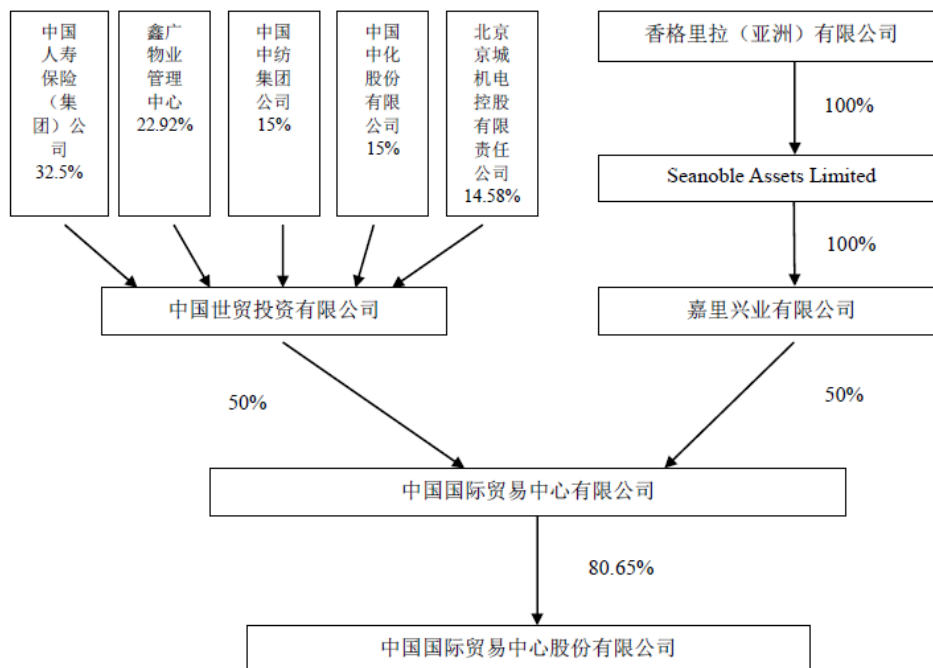 中国
人寿
保险
（集
团）公
司
32.5%
鑫广
物业
管理
中心
22.92%
中国
中纺
集团
公司
15%
中国
中化
股份
有限
公司
15%
北京
京城
机电
控股
有限
责任
公司
14.58%
香格里拉（亚洲）有限公司
100%
Seanoble Assets Limited
100%
中国世贸投资有限公司
嘉里兴业有限公司
50%
50%
中国国际贸易中心有限公司
80.65%
中国国际贸易中心股份有限公司